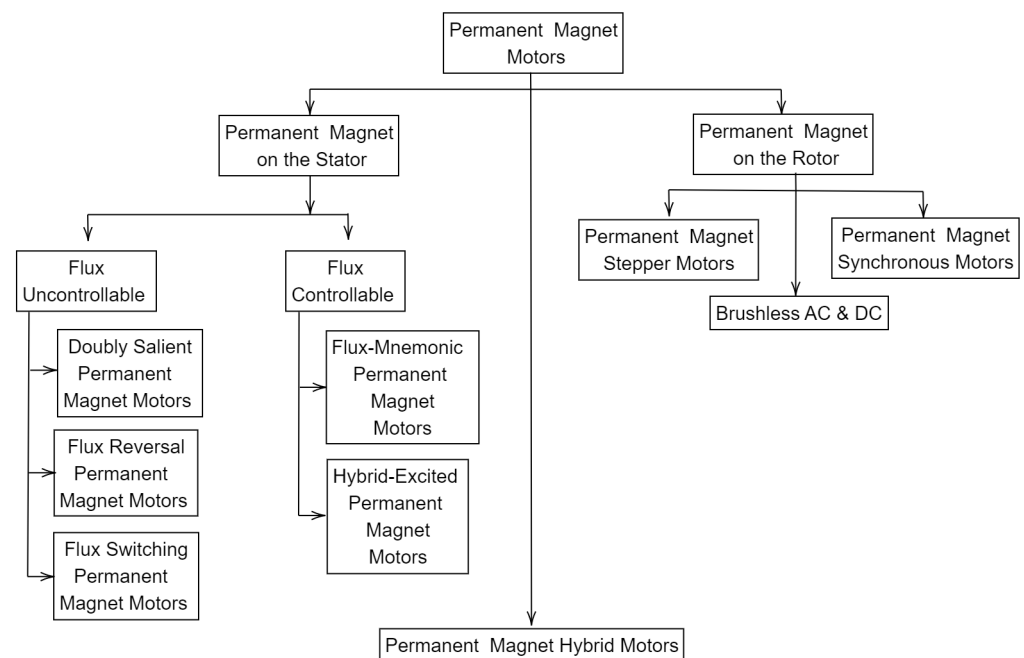 Permanent Magnet
Motors
Permanent Magnet
on the Stator
Permanent Magnet
on the Rotor
Flux
Uncontrollable
Flux
Controllable
Permanent Magnet
Stepper Motors
Permanent Magnet
Synchronous Motors
Brushless AC & DC
Doubly Salient
Permanent
Magnet Motors
Flux Reversal
Permanent
Magnet Motors
Flux Switching
Permanent
Magnet Motors
Flux-Mnemonic
Permanent
Magnet
Motors
Hybrid-Excited
Permanent
Magnet
Motors
Permanent Magnet Hybrid Motors